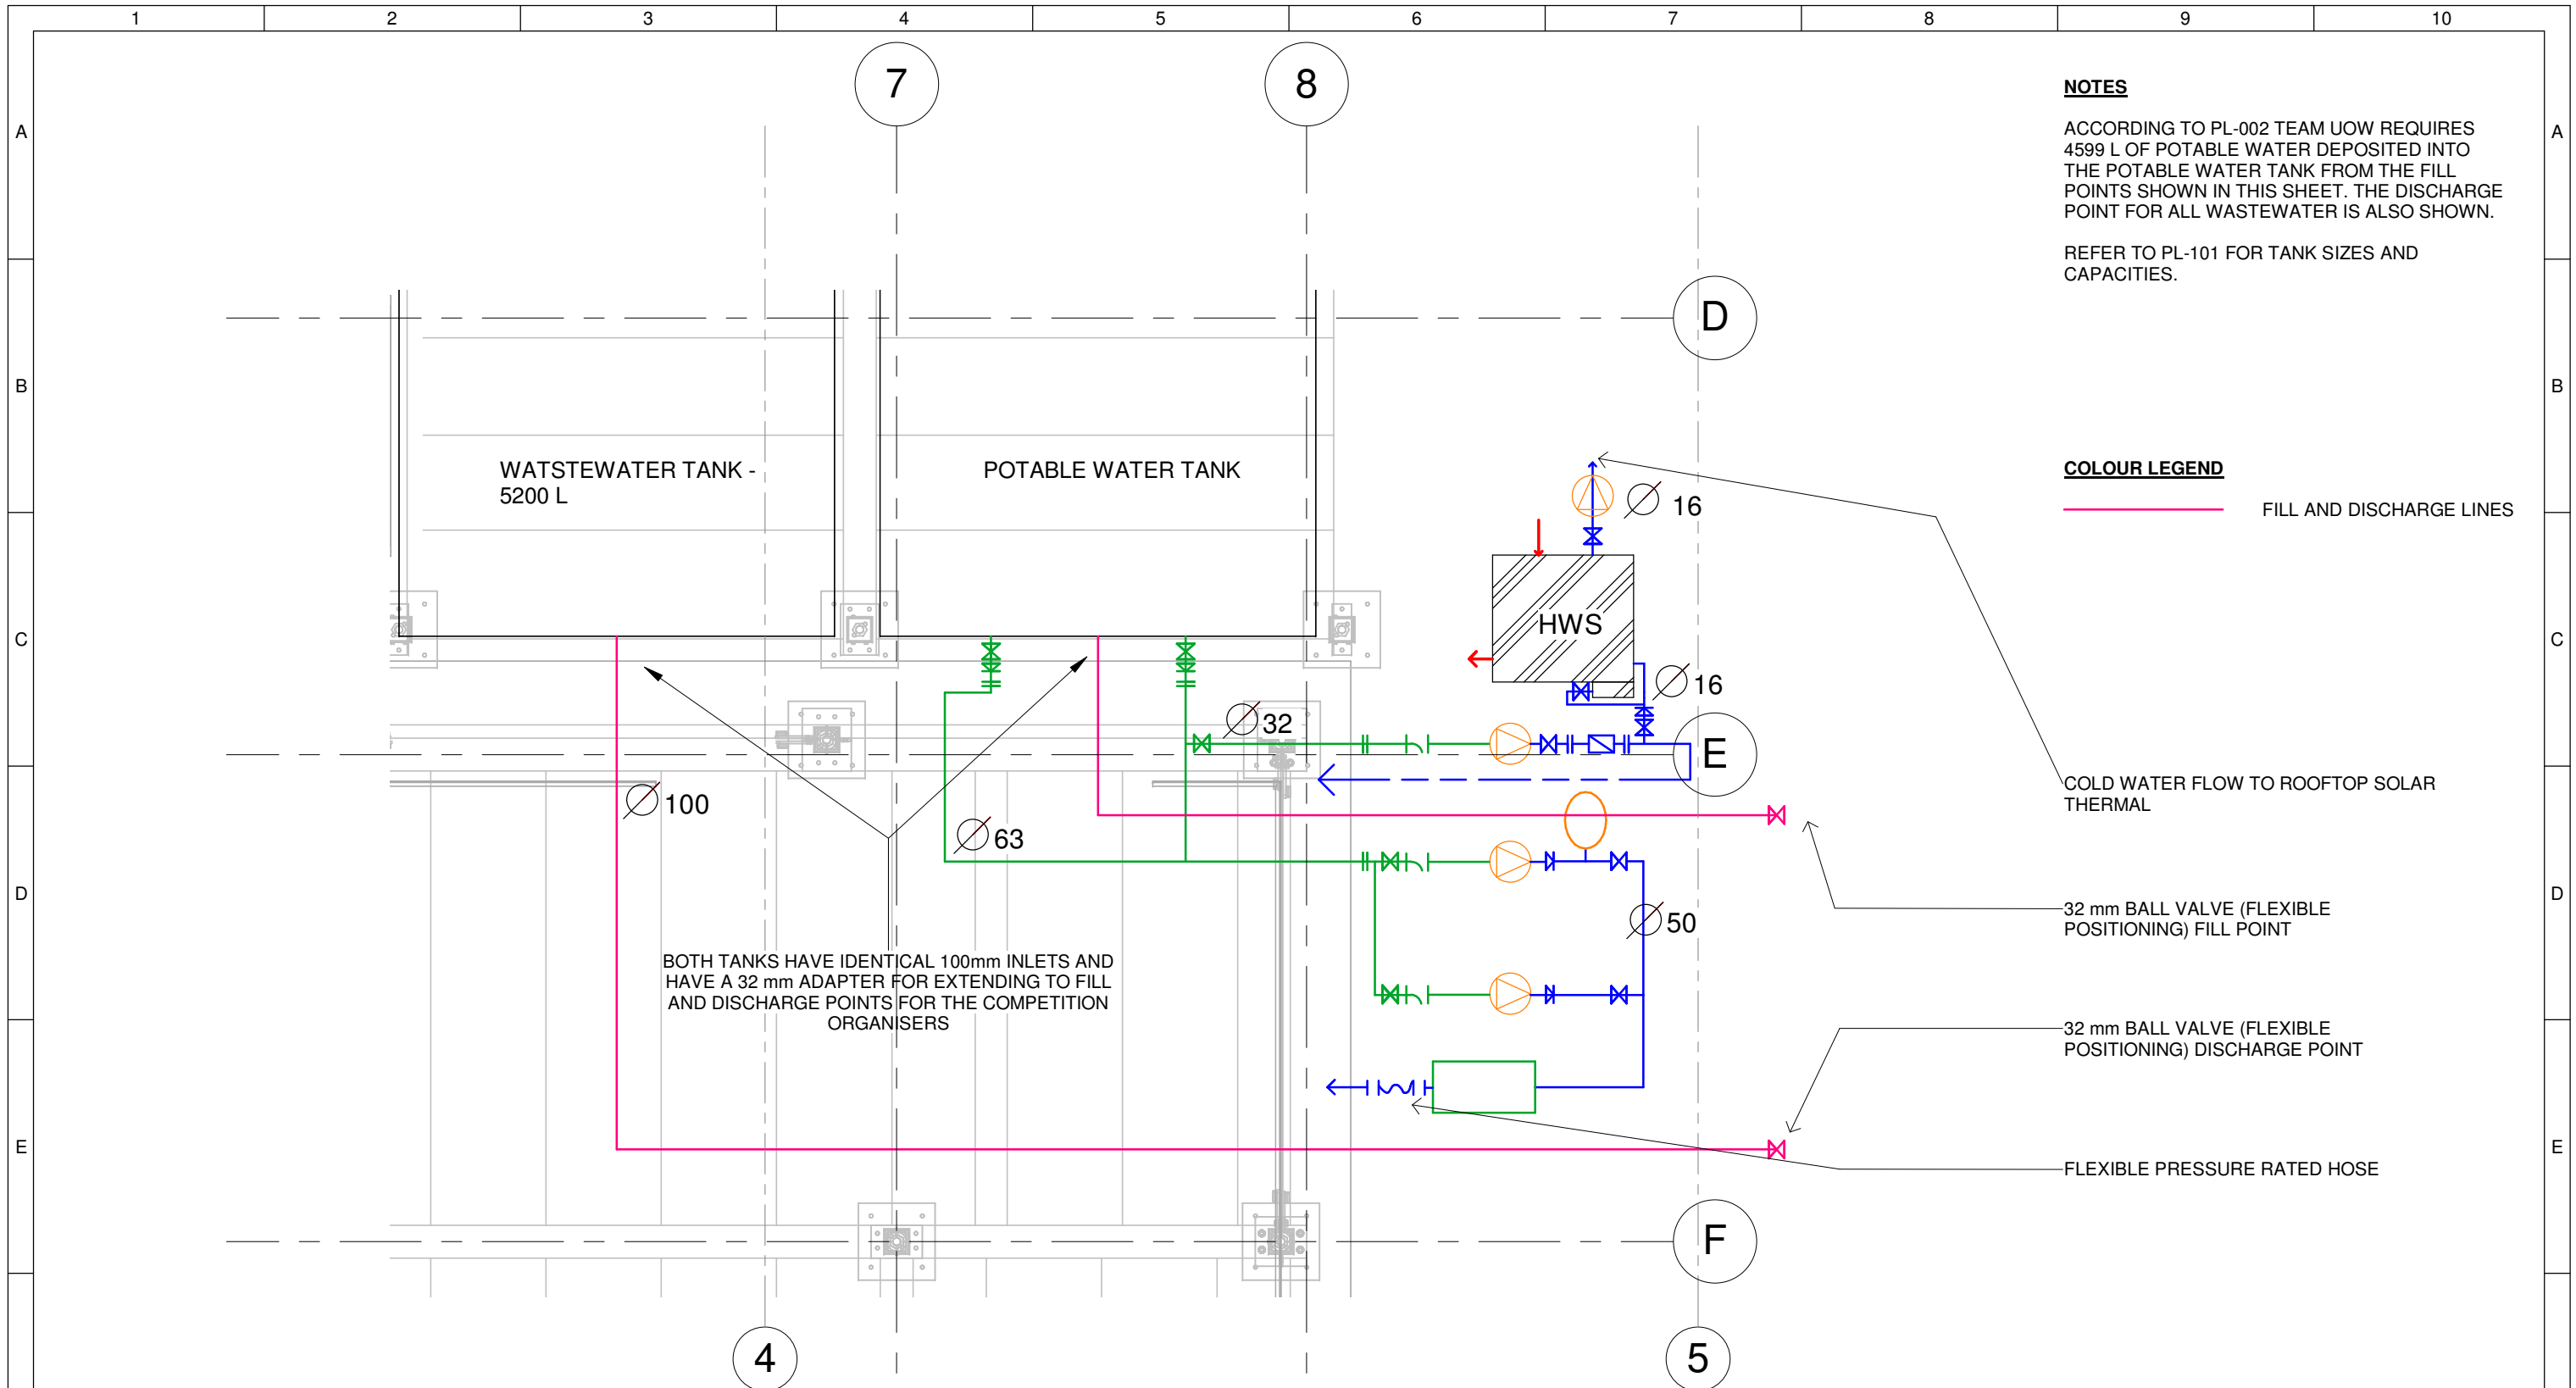 1 2 3 4 5 6 7 8 9 10
7 8
A A
NOTES
ACCORDING TO PL-002 TEAM UOW REQUIRES
4599 L OF POTABLE WATER DEPOSITED INTO
THE POTABLE WATER TANK FROM THE FILL
POINTS SHOWN IN THIS SHEET. THE DISCHARGE
POINT FOR ALL WASTEWATER IS ALSO SHOWN.
REFER TO PL-101 FOR TANK SIZES AND
CAPACITIES.
D
B B
WATSTEWATER TANK -
5200 L
POTABLE WATER TANK
COLOUR LEGEND
FILL AND DISCHARGE LINES
16
HWS
C C
16
32
E
100
63
COLD WATER FLOW TO ROOFTOP SOLAR
THERMAL
D D
50
32 mm BALL VALVE (FLEXIBLE
POSITIONING) FILL POINT
BOTH TANKS HAVE IDENTICAL 100mm INLETS AND
HAVE A 32 mm ADAPTER FOR EXTENDING TO FILL
AND DISCHARGE POINTS FOR THE COMPETITION
ORGANISERS
32 mm BALL VALVE (FLEXIBLE
POSITIONING) DISCHARGE POINT
E E
FLEXIBLE PRESSURE RATED HOSE
F
4 5